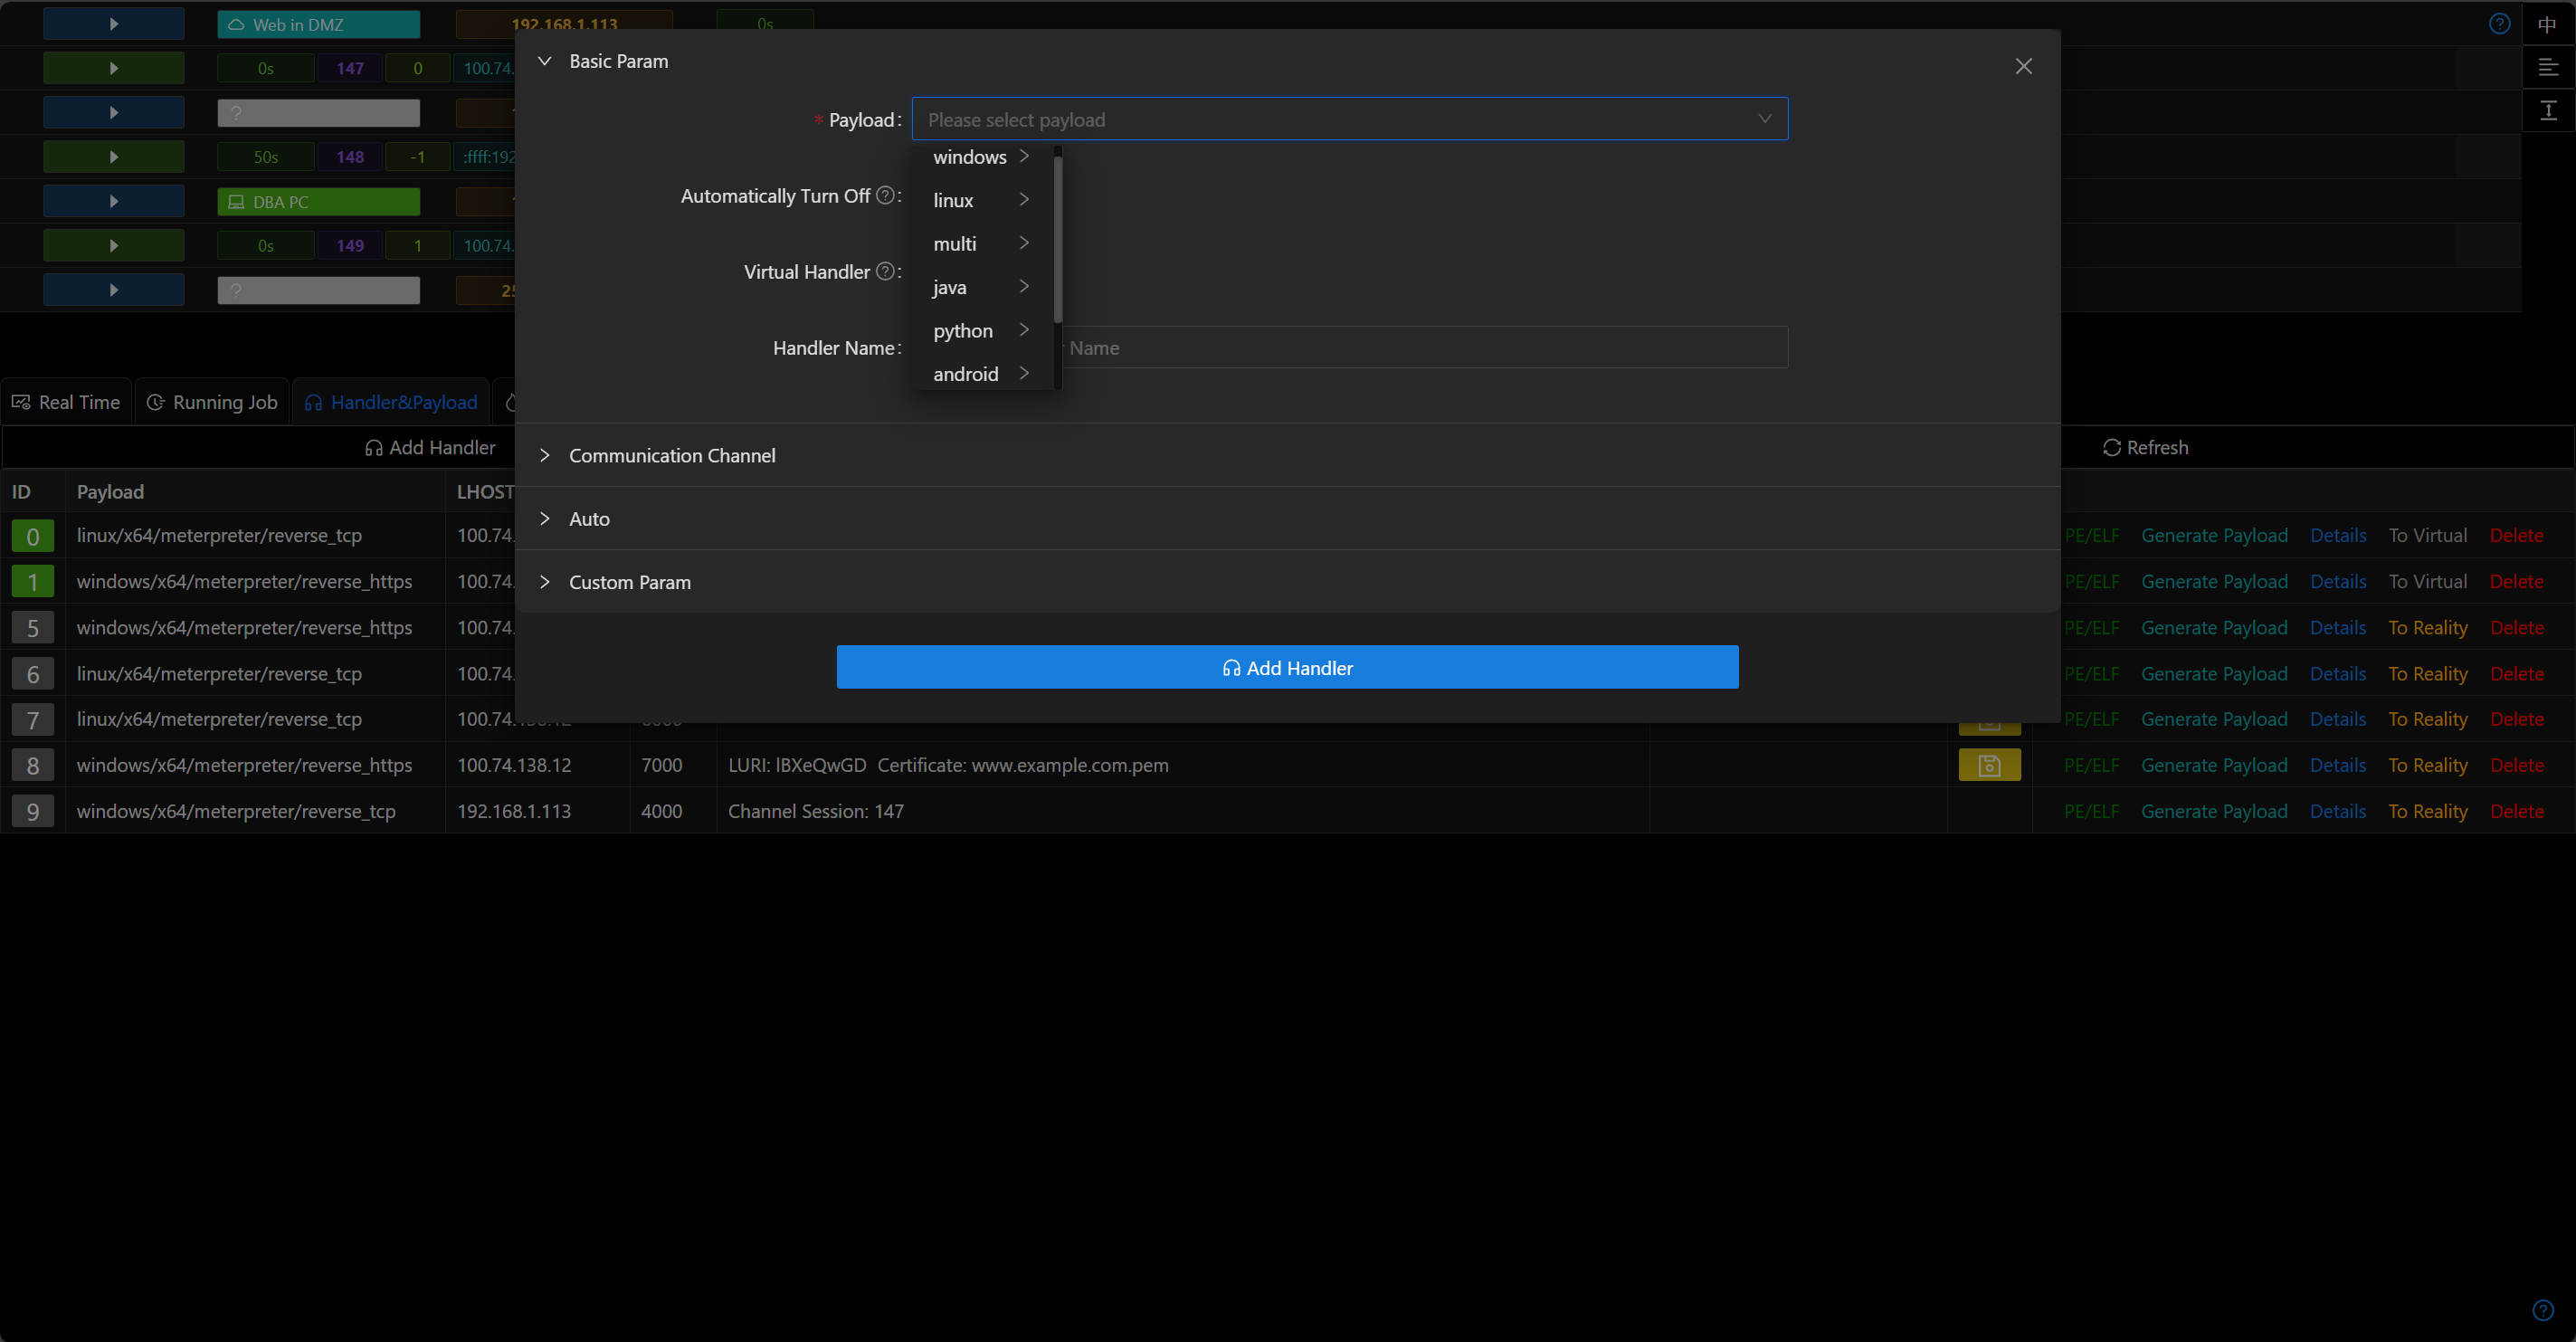 Web in DMZ 192.168.1.113 0s 中
0s 147 0 100.74.
?
50s 148 -1 :ffff:192
DBA PC
0s 149 1 100.74.
?
Basic Param
* Payload: Please select payload
windows
Automatically Turn Off ?:
linux
multi
Virtual Handler ?:
java
python
Handler Name: Name
android
Real Time Running Job Handler&Payload
Communication Channel
Add Handler Refresh
ID Payload LHOST
Auto
0 linux/x64/meterpreter/reverse_tcp 100.74. PE/ELF Generate Payload Details To Virtual Delete
1 windows/x64/meterpreter/reverse_https 100.74. PE/ELF Generate Payload Details To Virtual Delete
Custom Param
5 windows/x64/meterpreter/reverse_https 100.74. PE/ELF Generate Payload Details To Reality Delete
6 linux/x64/meterpreter/reverse_tcp 100.74. PE/ELF Generate Payload Details To Reality Delete
Add Handler
7 linux/x64/meterpreter/reverse_tcp 100.74. PE/ELF Generate Payload Details To Reality Delete
8 windows/x64/meterpreter/reverse_https 100.74.138.12 7000 LURI: lBXeQwGD Certificate: www.example.com.pem PE/ELF Generate Payload Details To Reality Delete
9 windows/x64/meterpreter/reverse_tcp 192.168.1.113 4000 Channel Session: 147 PE/ELF Generate Payload Details To Reality Delete